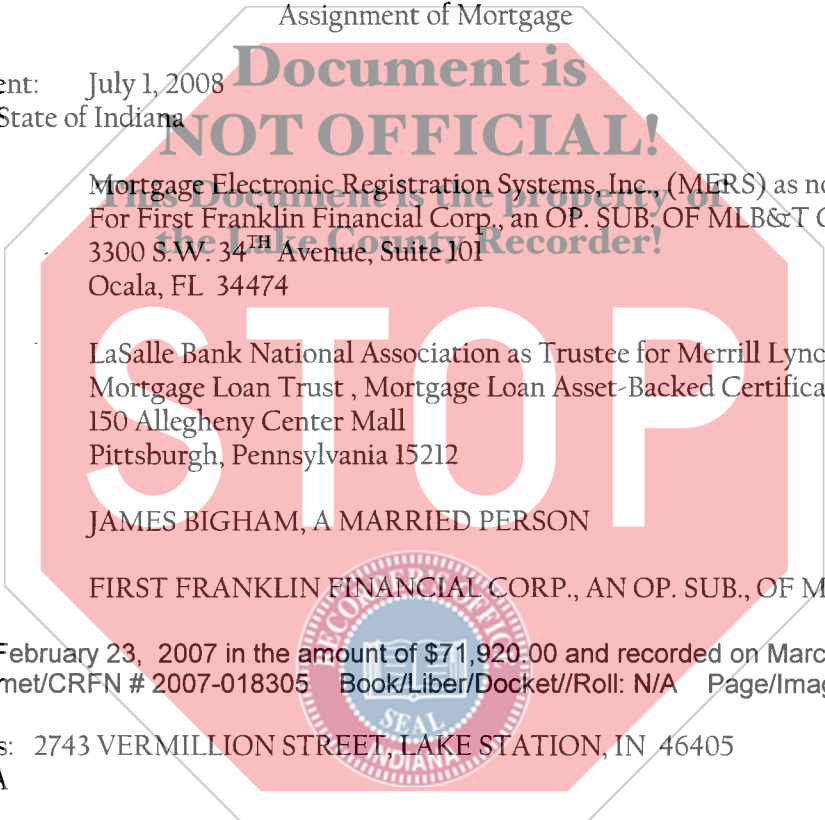 Assignment of Mortgage
Document is
ent: July 1, 2008
State of Indiana
NOT OFFICIAL!
Mortgage Electronic Registration Systems, Inc., (MERS) as no
This Document is the property of
For First Franklin Financial Corp., an OP. SUB. OF MLB&T C
the Lake County Recorder!
3300 S.W. 34TH Avenue, Suite 101
Ocala, FL 34474
STOP
LaSalle Bank National Association as Trustee for Merrill Lync
Mortgage Loan Trust , Mortgage Loan Asset-Backed Certifica
150 Allegheny Center Mall
Pittsburgh, Pennsylvania 15212
JAMES BIGHAM, A MARRIED PERSON
FIRST FRANKLIN FINANCIAL CORP., AN OP. SUB., OF M
RECORDER'S OFFICE
February 23, 2007 in the amount of $71,920.00 and recorded on Marc
met/CRFN # 2007-018305 Book/Liber/Docket//Roll: N/A Page/Imag
SEAL
s: 2743 VERMILLION STREET, LAKE STATION, IN 46405
INDIANA
A